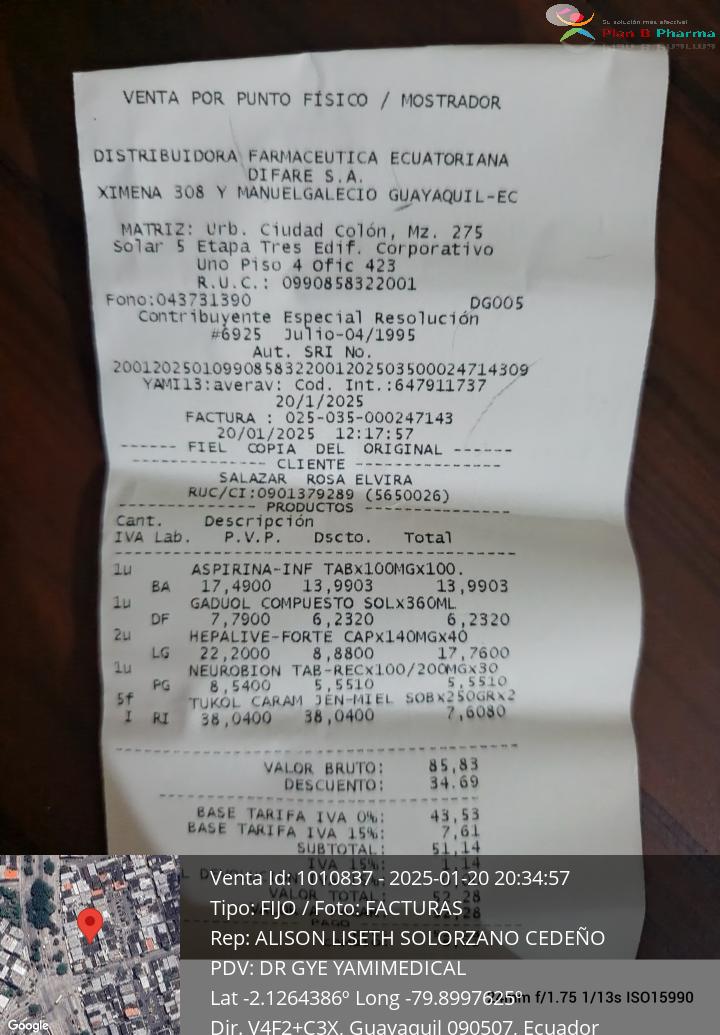 Su solución más efectiva!
Plan B Pharma
VENTA POR PUNTO FÍSICO / MOSTRADOR
DISTRIBUIDORA FARMACEUTICA ECUATORIANA
DIFARE S.A.
XIMENA 308 Y MANUELGALECIO GUAYAQUIL-EC
MATRIZ: Urb. Ciudad Colón, Mz. 275
Solar 5 Etapa Tres Edif. Corporativo
Uno Piso 4 Ofic 423
R.U.C.: 0990858322001
Fono:043731390 DG005
Contribuyente Especial Resolución
#6925 Julio-04/1995
Aut. SRI No.
2001202501099085832200120250350002471​4309
YAMI13:averav: Cod. Int.:647911737
20/1/2025
FACTURA : 025-035-000247143
20/01/2025 12:17:57
------ FIEL COPIA DEL ORIGINAL ------
-------------- CLIENTE ---------------
SALAZAR ROSA ELVIRA
RUC/CI:0901379289 (5650026)
--------------- PRODUCTOS ---------------
Cant. Descripción
IVA Lab. P.V.P. Dscto. Total
1u ASPIRINA-INF TABx100MGx100.
BA 17,4900 13,9903 13,9903
1u GADUOL COMPUESTO SOLx360ML
DF 7,7900 6,2320 6,2320
2u HEPALIVE-FORTE CAPx140MGx40
LG 22,2000 8,8800 17,7600
1u NEUROBION TAB-RECx100/200MGx30
PG 8,5400 5,5510 5,5510
5f TUKOL CARAM JEN-MIEL SOBx250GRx2
I RI 38,0400 38,0400 7,6080
VALOR BRUTO: 85,83
DESCUENTO: 34.69
BASE TARIFA IVA 0%: 43,53
BASE TARIFA IVA 15%: 7,61
SUBTOTAL: 51,14
IVA 15%: 1,14
VALOR TOTAL: 52,28
Venta Id: 1010837 - 2025-01-20 20:34:57
Tipo: FIJO / Foto: FACTURAS
Rep: ALISON LISETH SOLORZANO CEDEÑO
PDV: DR GYE YAMIMEDICAL
Lat -2.1264386º Long
f/1.75 1/13s ISO15990
Dir. V4F2+C3X, Guayaquil 090507, Ecuador
Google